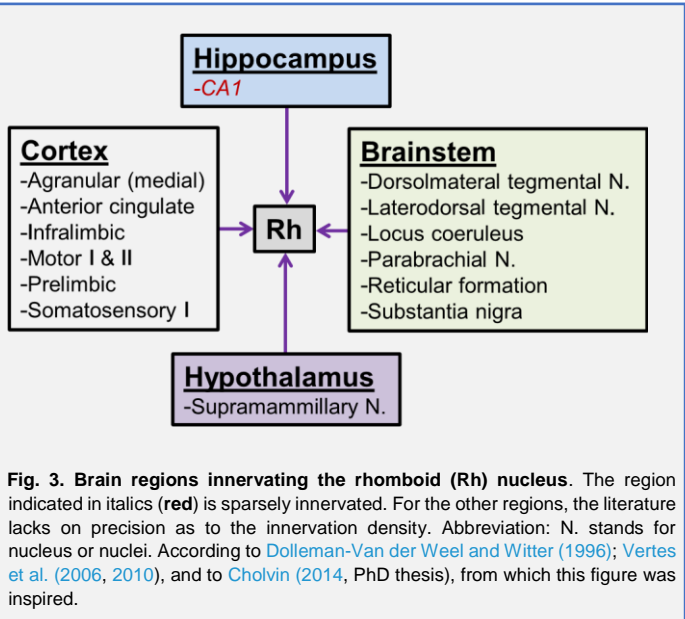 Hippocampus
-CA1
Cortex
-Agranular (medial)
-Anterior cingulate
-Infralimbic
-Motor I & II
-Prelimbic
-Somatosensory I
Rh
Brainstem
-Dorsolmateral tegmental N.
-Laterodorsal tegmental N.
-Locus coeruleus
-Parabrachial N.
-Reticular formation
-Substantia nigra
Hypothalamus
-Supramammillary N.
Fig. 3. Brain regions innervating the rhomboid (Rh) nucleus. The region
indicated in italics (red) is sparsely innervated. For the other regions, the literature
lacks on precision as to the innervation density. Abbreviation: N. stands for
nucleus or nuclei. According to Dolleman-Van der Weel and Witter (1996); Vertes
et al. (2006, 2010), and to Cholvin (2014, PhD thesis), from which this figure was
inspired.